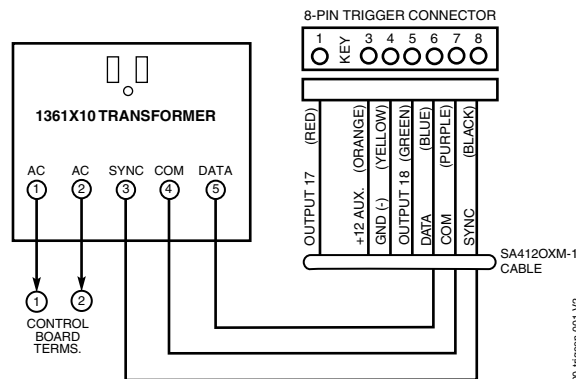 8-PIN TRIGGER CONNECTOR
1 KEY 3 4 5 6 7 8
1361X10 TRANSFORMER
AC AC SYNC COM DATA
1 2 3 4 5
(RED)
(ORANGE)
(YELLOW)
(GREEN)
(BLUE)
(PURPLE)
(BLACK)
OUTPUT 17
+12 AUX.
GND (-)
OUTPUT 18
DATA
COM
SYNC
SA412OXM-1
CABLE
1 2
CONTROL
BOARD
TERMS.